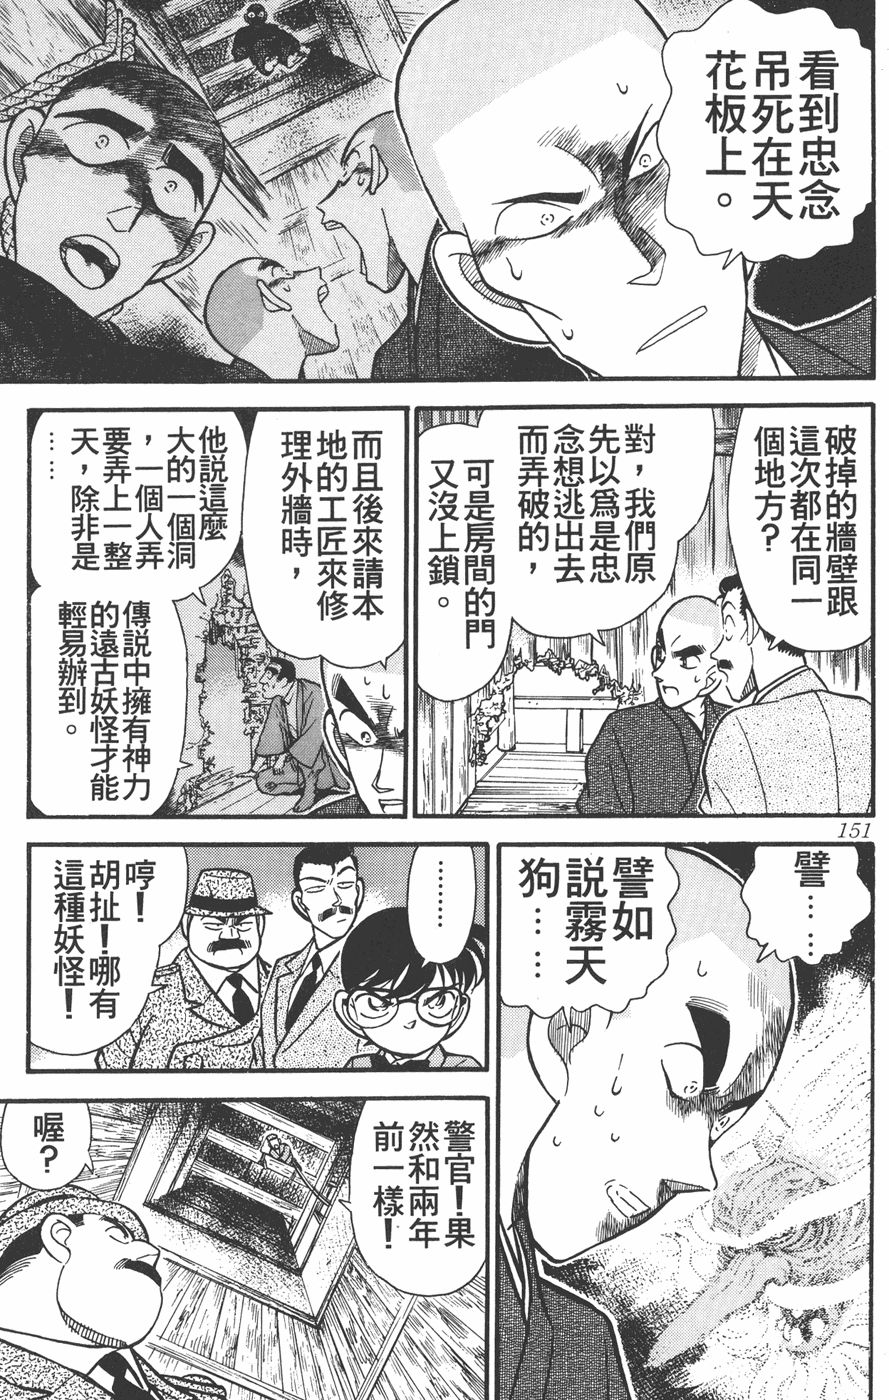 看到忠念
吊死在天
花板上。
破掉的牆壁跟
這次都在同一
個地方?
對,我們原
先以爲是忠
念想逃出去
而弄破的,
可是房間的門
又沒上鎖。
而且後來請本
地的工匠來修
理外牆時,
他說這麼
大的一個洞
,一個人弄
要弄上一整
天,除非是
……
傳說中擁有神力
的遠古妖怪才能
輕易辦到。
151
譬……
譬如
說霧天
狗……
………
哼!
胡扯!哪有
這種妖怪!
警官!果
然和兩年
前一樣!
喔?